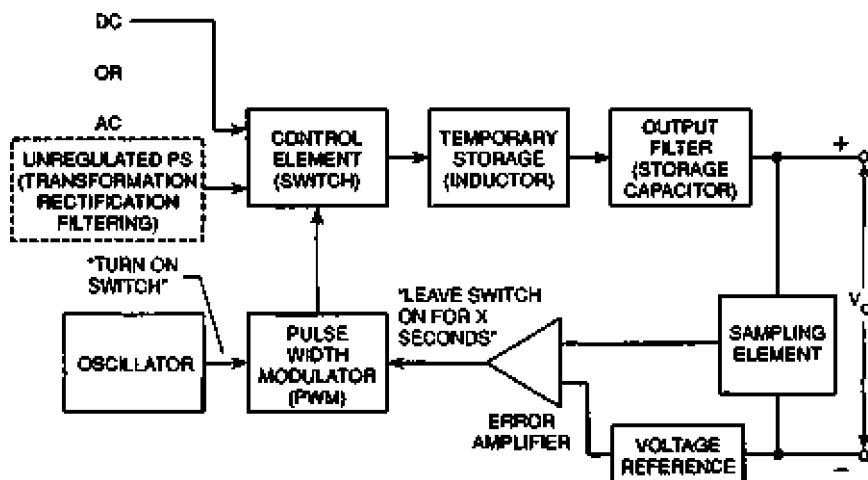 DC
OR
AC
UNREGULATED PS
(TRANSFORMATION
RECTIFICATION
FILTERING)
CONTROL
ELEMENT
(SWITCH)
TEMPORARY
STORAGE
(INDUCTOR)
OUTPUT
FILTER
(STORAGE
CAPACITOR)
+
"TURN ON
SWITCH"
"LEAVE SWITCH
ON FOR X
SECONDS"
OSCILLATOR
PULSE
WIDTH
MODULATOR
(PWM)
ERROR
AMPLIFIER
SAMPLING
ELEMENT
VOLTAGE
REFERENCE
−